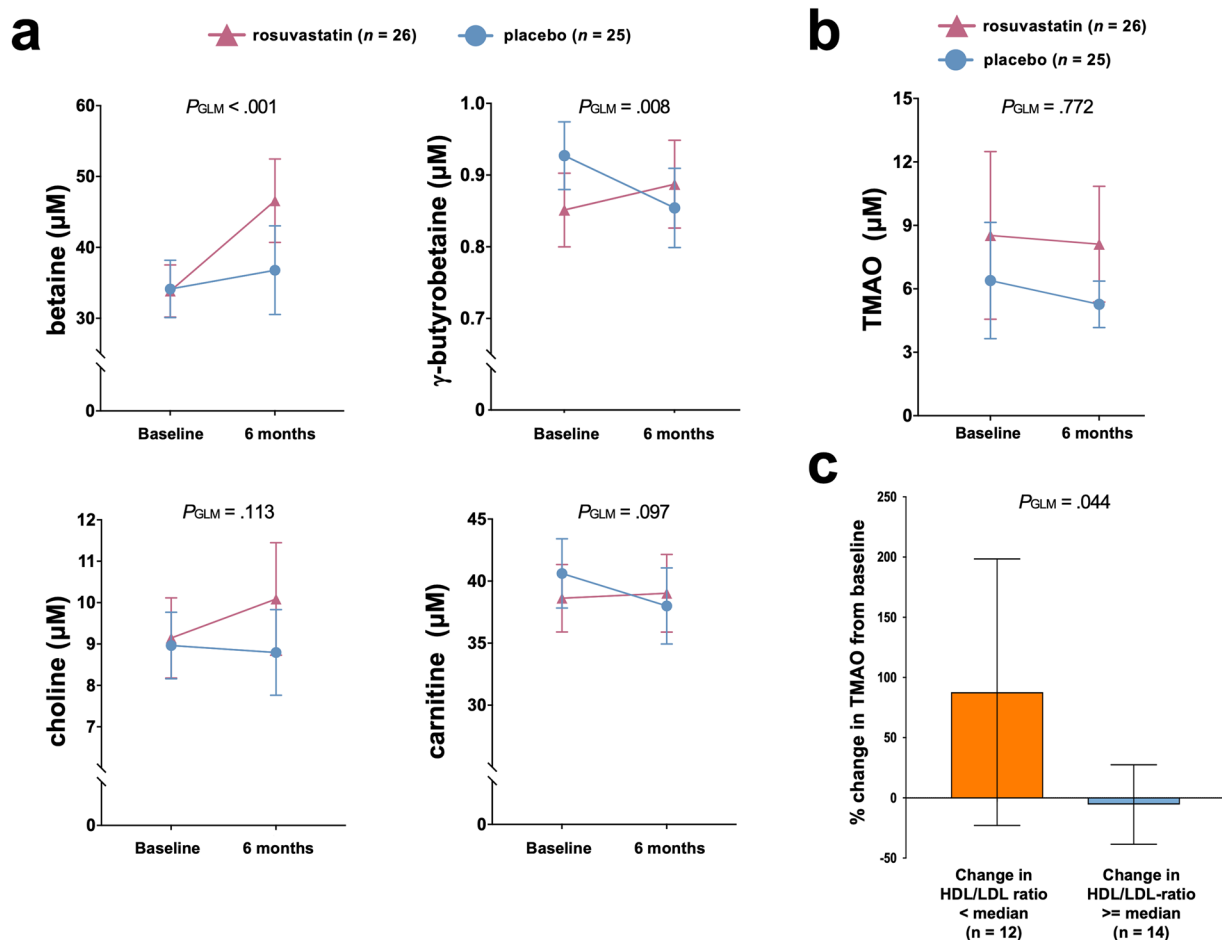 a
rosuvastatin (n = 26)
placebo (n = 25)
PGLM < .001
betaine (µM)
60
50
40
30
0
Baseline
6 months
PGLM = .008
γ-butyrobetaine (µM)
1.0
0.9
0.8
0.7
0
Baseline
6 months
PGLM = .113
choline (µM)
12
11
10
9
8
7
0
Baseline
6 months
PGLM = .097
carnitine (µM)
45
40
35
30
0
Baseline
6 months
b
rosuvastatin (n = 26)
placebo (n = 25)
PGLM = .772
TMAO (µM)
15
12
9
6
3
0
Baseline
6 months
c
PGLM = .044
% change in TMAO from baseline
250
200
150
100
50
0
-50
Change in
HDL/LDL ratio
< median
(n = 12)
Change in
HDL/LDL-ratio
>= median
(n = 14)